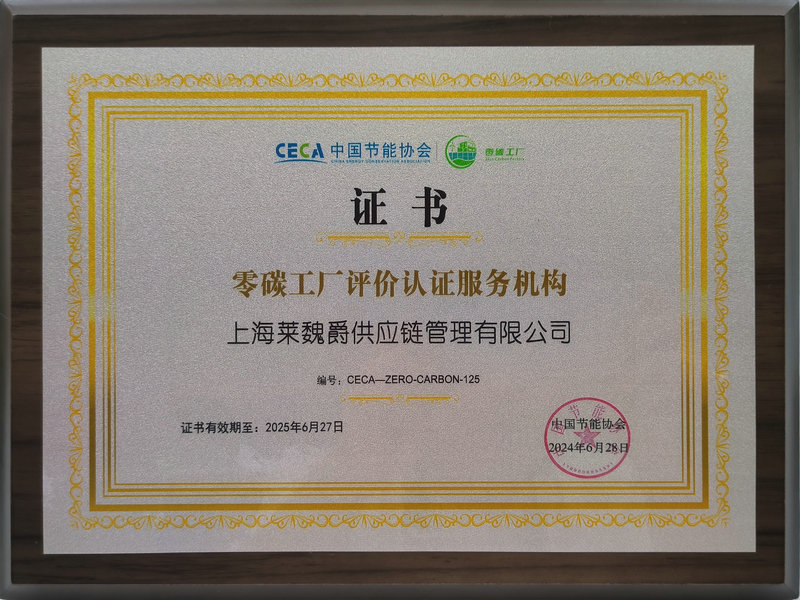 CECA 中国节能协会 零碳工厂
CHINA ENERGY CONSERVATION ASSOCIATION
证书
零碳工厂评价认证服务机构
上海莱魏爵供应链管理有限公司
编号：CECA—ZERO-CARBON-125
证书有效期至：2025年6月27日
中国节能协会
2024年6月28日